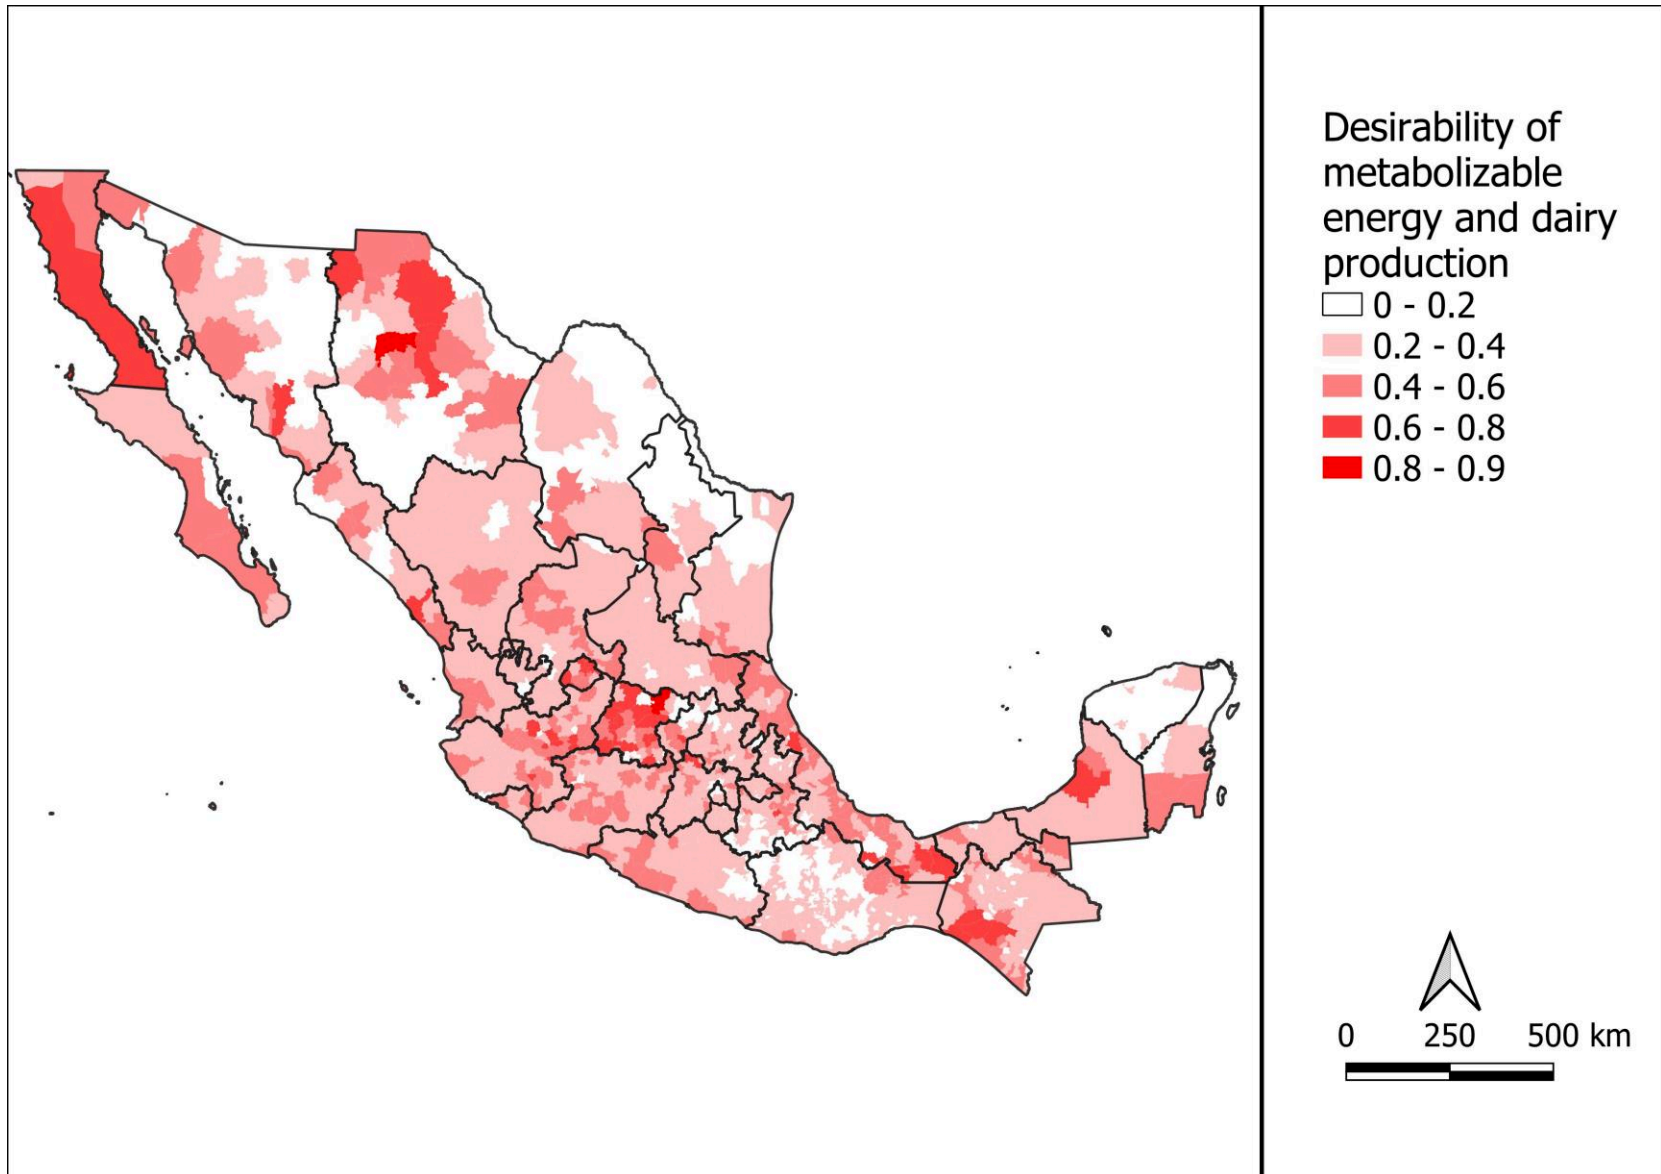 Desirability of
metabolizable
energy and dairy
production
0 - 0.2
0.2 - 0.4
0.4 - 0.6
0.6 - 0.8
0.8 - 0.9
0 250 500 km